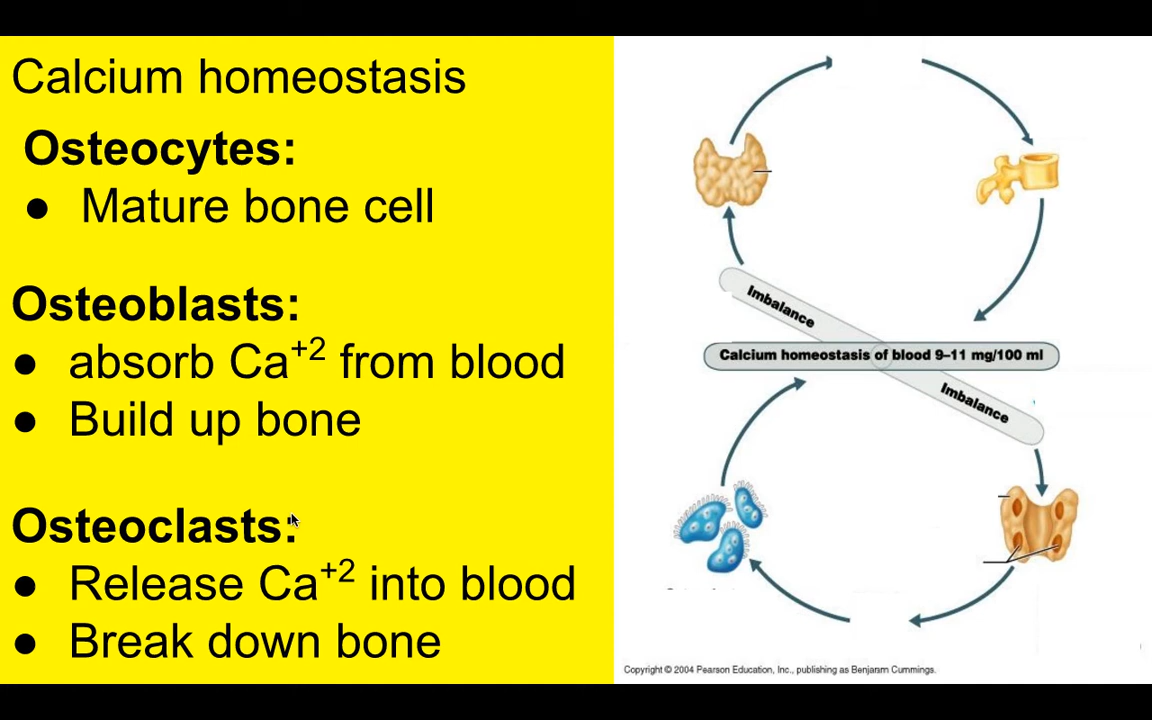 Calcium homeostasis
Osteocytes:
● Mature bone cell
Osteoblasts:
● absorb Ca⁺² from blood
● Build up bone
Osteoclasts:
● Release Ca⁺² into blood
● Break down bone
Imbalance
Calcium homeostasis of blood 9–11 mg/100 ml
Imbalance
Copyright © 2004 Pearson Education, Inc., publishing as Benjamin Cummings.